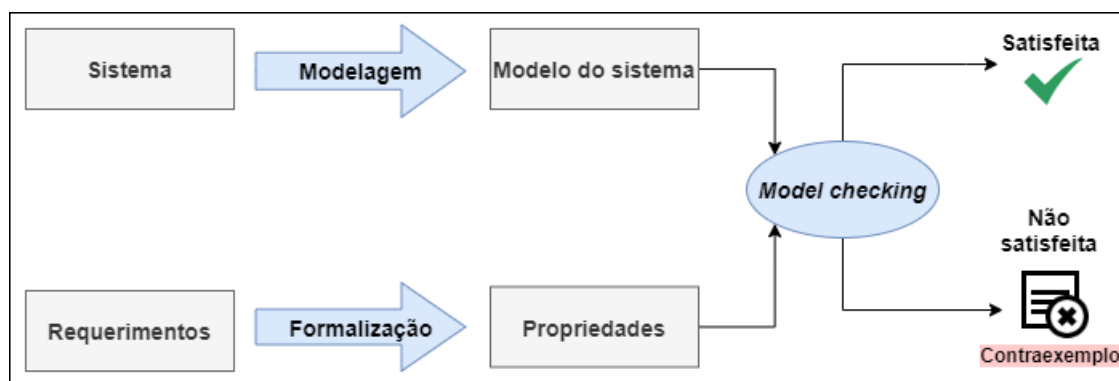 Sistema
Modelagem
Modelo do sistema
Satisfeita
Model checking
Não
satisfeita
Requerimentos
Formalização
Propriedades
Contraexemplo